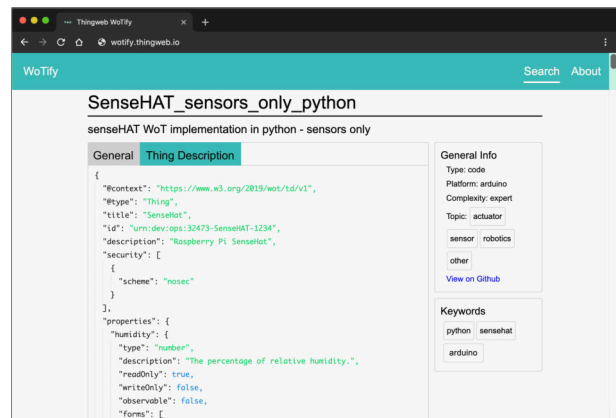 Thingweb WoTify
wotify.thingweb.io
WoTify
Search
About
SenseHAT_sensors_only_python
senseHAT WoT implementation in python - sensors only
General
Thing Description
{
"@context": "https://www.w3.org/2019/wot/td/v1",
"@type": "Thing",
"title": "SenseHat",
"id": "urn:dev:ops:32473-SenseHAT-1234",
"description": "Raspberry Pi SenseHat",
"security": [
{
"scheme": "nosec"
}
],
"properties": {
"humidity": {
"type": "number",
"description": "The percentage of relative humidity.",
"readOnly": true,
"writeOnly": false,
"observable": false,
"forms": [
General Info
Type: code
Platform: arduino
Complexity: expert
Topic: actuator
sensor robotics
other
View on Github
Keywords
python sensehat
arduino